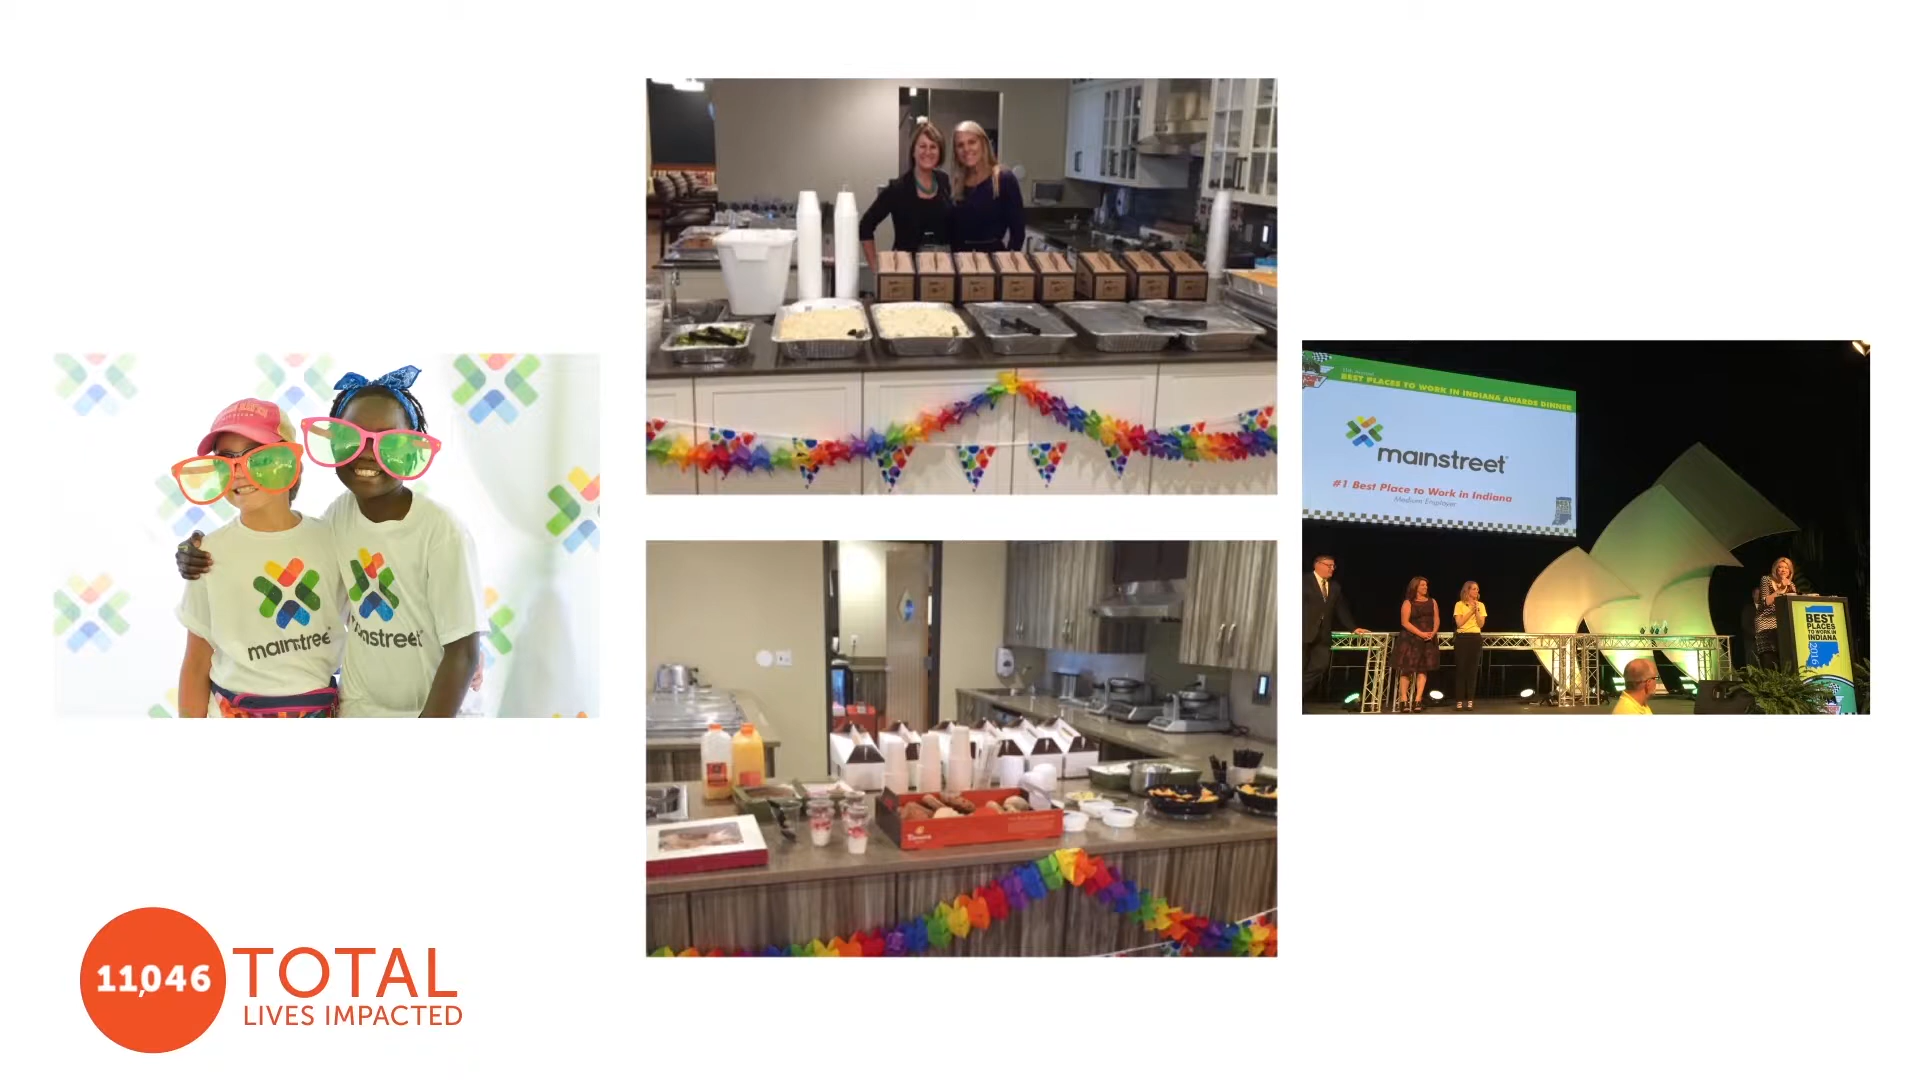 mainstreet
mainstreet
BEST PLACES TO WORK IN INDIANA AWARDS DINNER
mainstreet
#1 Best Place to Work in Indiana
Medium Employer
BEST
PLACES
TO WORK IN
INDIANA
2016
11,046 TOTAL
LIVES IMPACTED